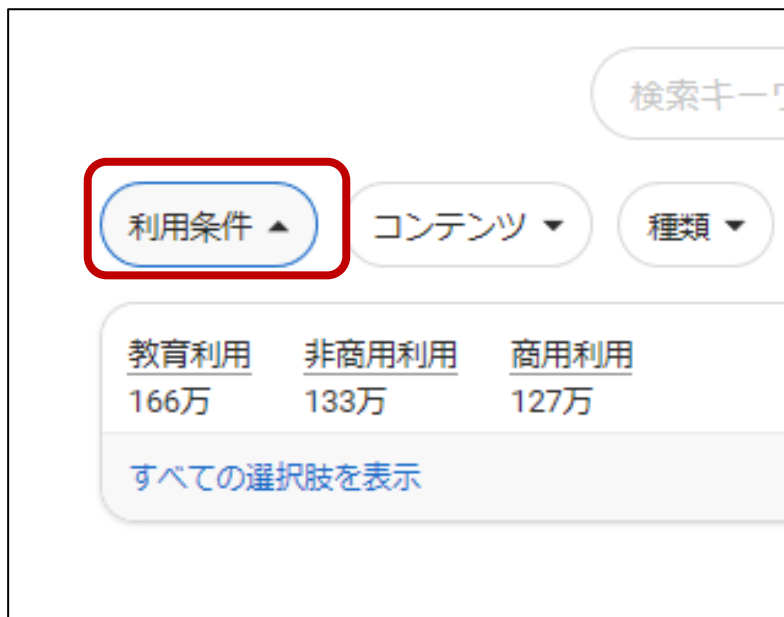 検索キーワ
利用条件 ▲ コンテンツ ▼ 種類 ▼
教育利用 非商用利用 商用利用
166万 133万 127万
すべての選択肢を表示